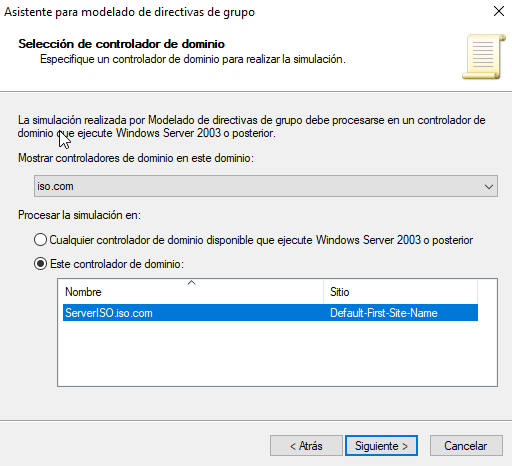 Asistente para modelado de directivas de grupo
Selección de controlador de dominio
Especifique un controlador de dominio para realizar la simulación.
La simulación realizada por Modelado de directivas de grupo debe procesarse en un controlador de
dominio que ejecute Windows Server 2003 o posterior.
Mostrar controladores de dominio en este dominio:
iso.com
Procesar la simulación en:
Cualquier controlador de dominio disponible que ejecute Windows Server 2003 o posterior
Este controlador de dominio:
Nombre Sitio
ServerISO.iso.com Default-First-Site-Name
< Atrás Siguiente > Cancelar